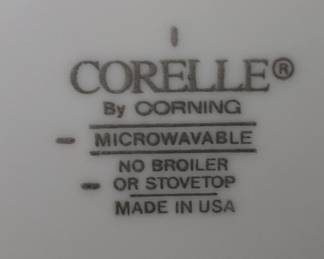 CORELLE®
By CORNING
MICROWAVABLE
NO BROILER
OR STOVETOP
MADE IN USA